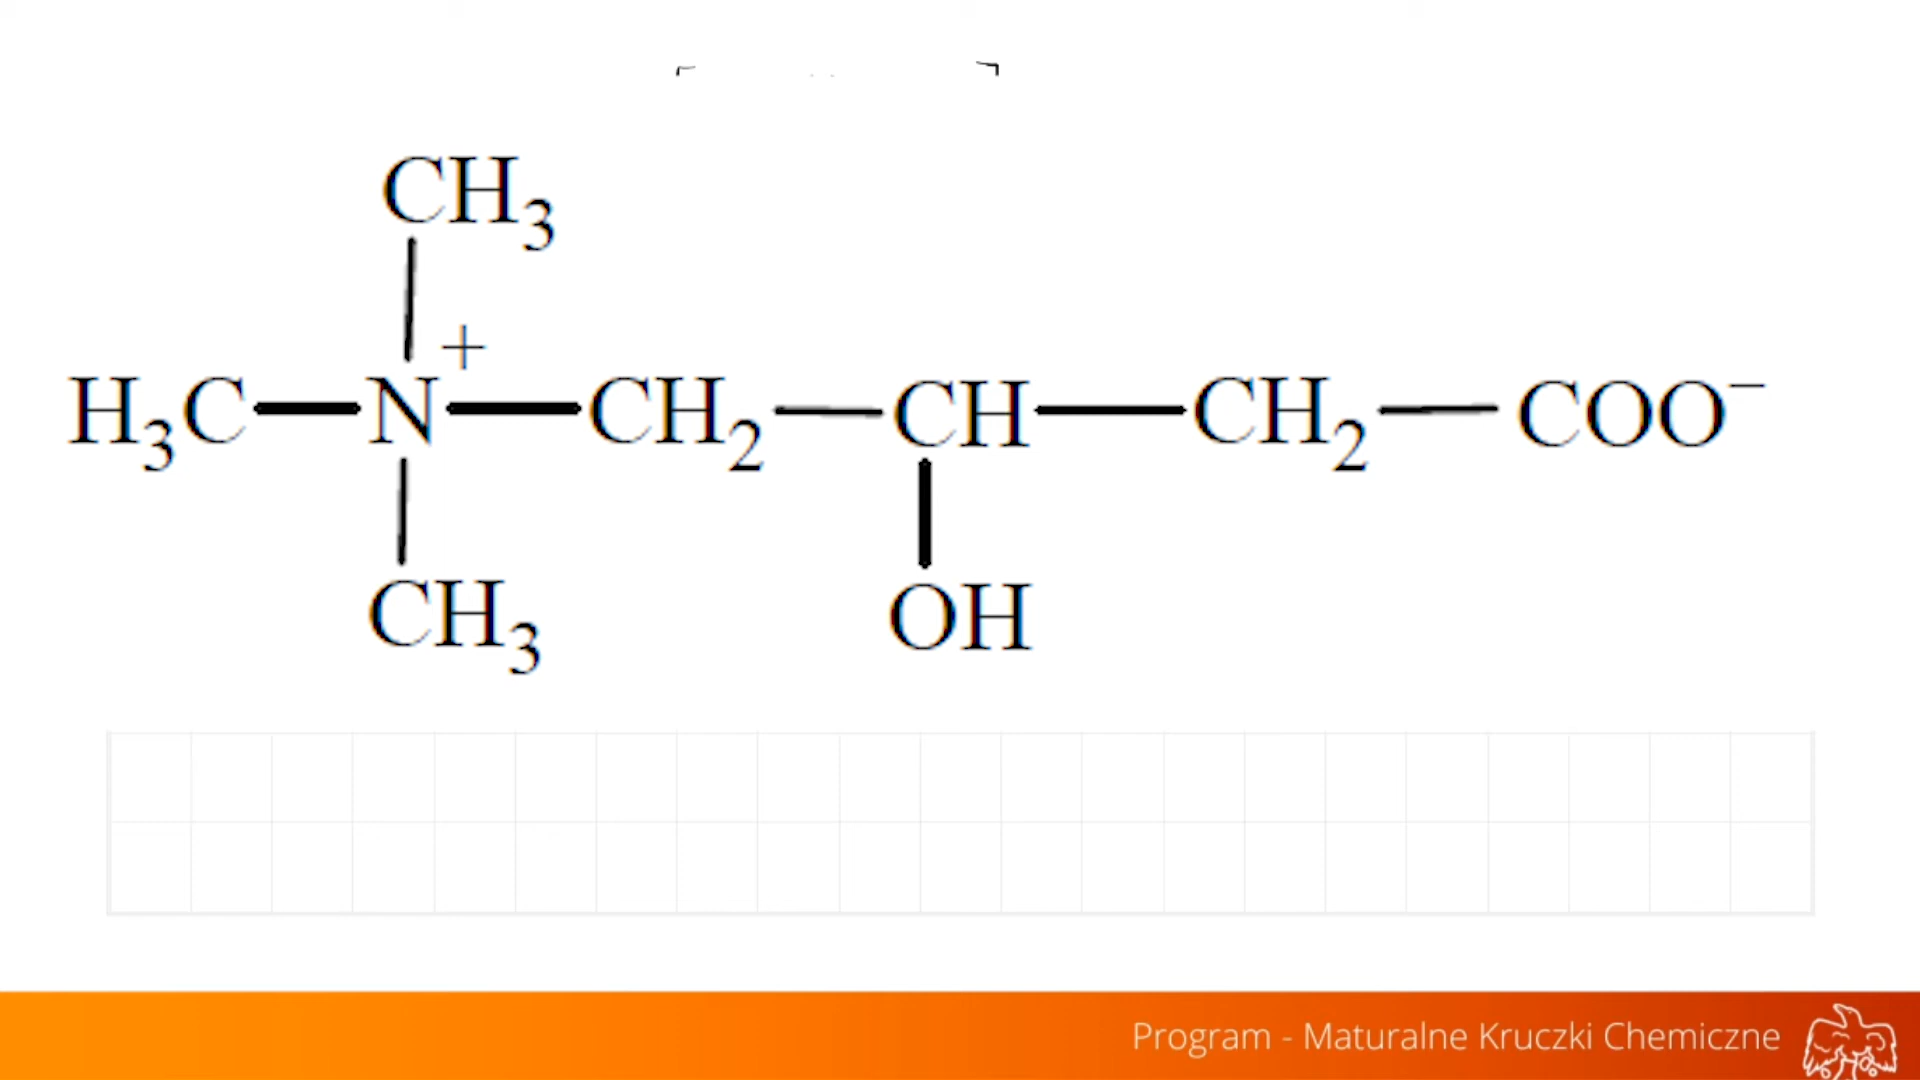 CH₃
H₃C—N⁺—CH₂—CH—CH₂—COO⁻
CH₃ OH
Program - Maturalne Kruczki Chemiczne